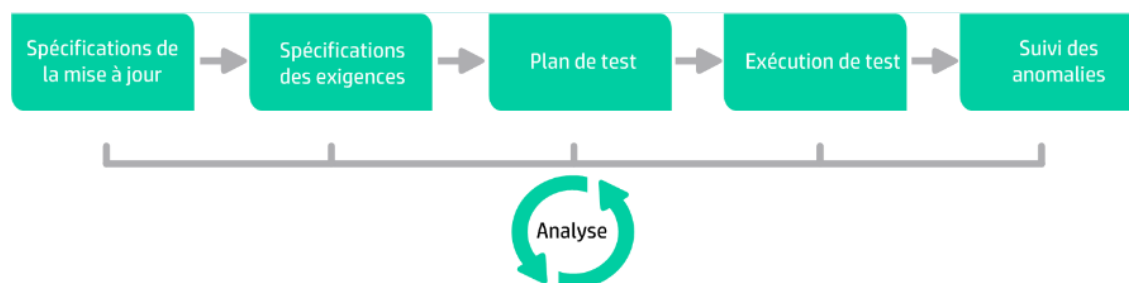 Spécifications de
la mise à jour
Spécifications
des exigences
Plan de test
Exécution de test
Suivi des
anomalies
Analyse